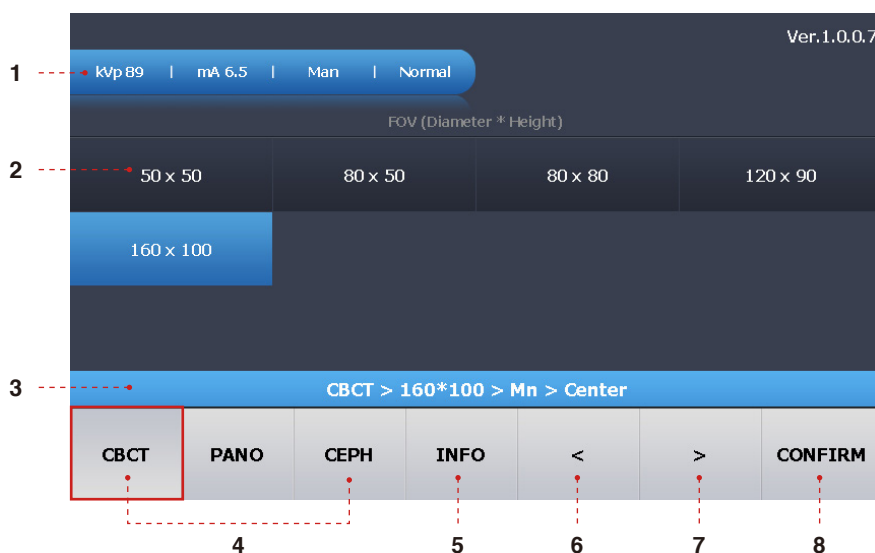 Ver.1.0.0.7
1 kVp 89 | mA 6.5 | Man | Normal
FOV (Diameter * Height)
2 50 x 50 80 x 50 80 x 80 120 x 90
160 x 100
3 CBCT > 160*100 > Mn > Center
CBCT PANO CEPH INFO < > CONFIRM
4 5 6 7 8